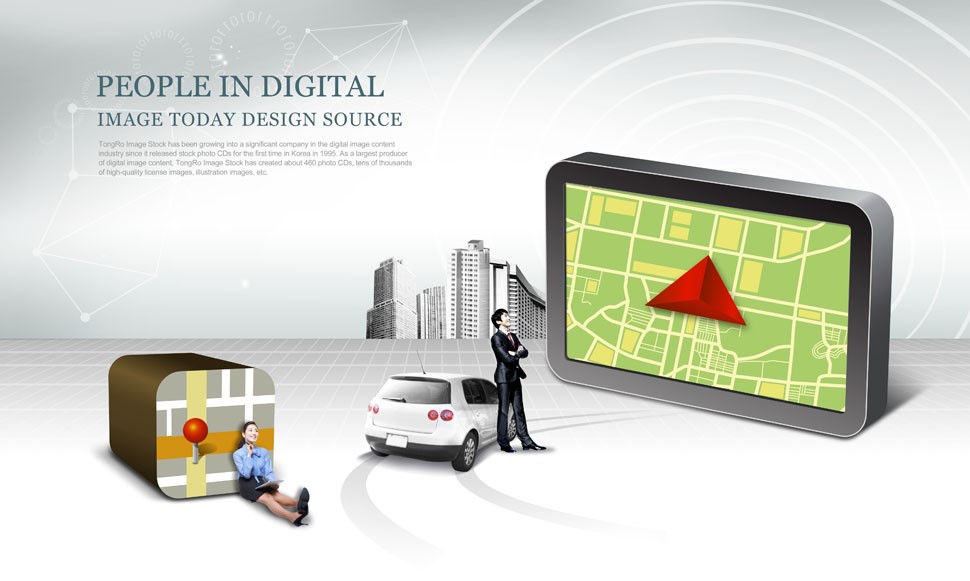 PEOPLE IN DIGITAL
IMAGE TODAY DESIGN SOURCE
TongRo Image Stock has been growing into a significant company in the digital image content
industry since it released stock photo CDs for the first time in Korea in 1995. As a largest producer
of digital image content, TongRo Image Stock has created about 460 photo CDs, tens of thousands
of high-quality license images, illustration images, etc.